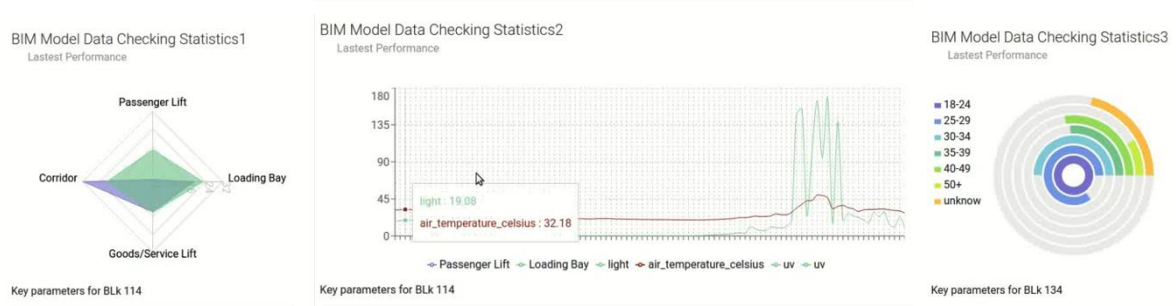 BIM Model Data Checking Statistics1
Lastest Performance
Passenger Lift
Corridor
Loading Bay
Goods/Service Lift
Key parameters for BLk 114
BIM Model Data Checking Statistics2
Lastest Performance
180
135
90
45
0
light : 19.08
air_temperature_celsius : 32.18
Passenger Lift Loading Bay light air_temperature_celsius uv uv
Key parameters for BLk 114
BIM Model Data Checking Statistics3
Lastest Performance
18-24
25-29
30-34
35-39
40-49
50+
unknow
Key parameters for BLk 134